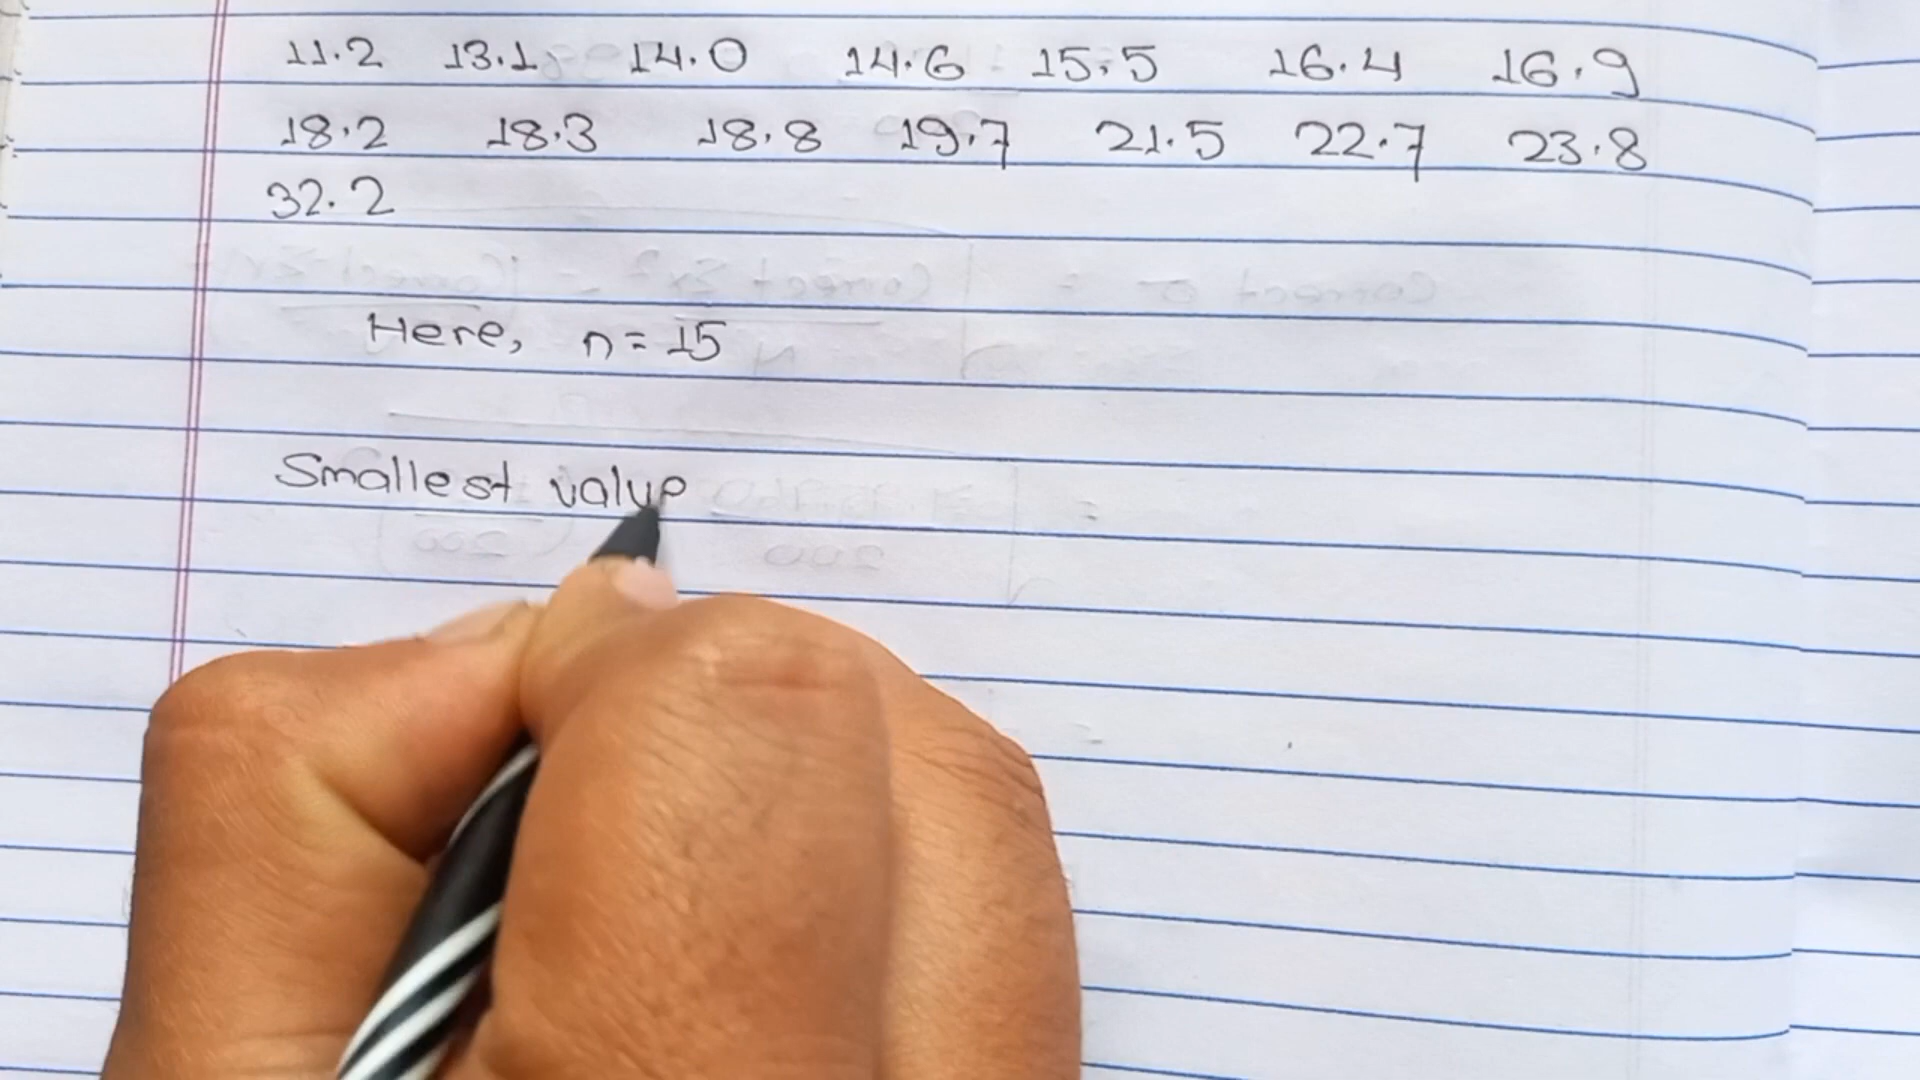 11.2 13.1 14.0 14.6 15.5 16.4 16.9
18.2 18.3 18.8 19.7 21.5 22.7 23.8
32.2
Here, n = 15
Smallest value